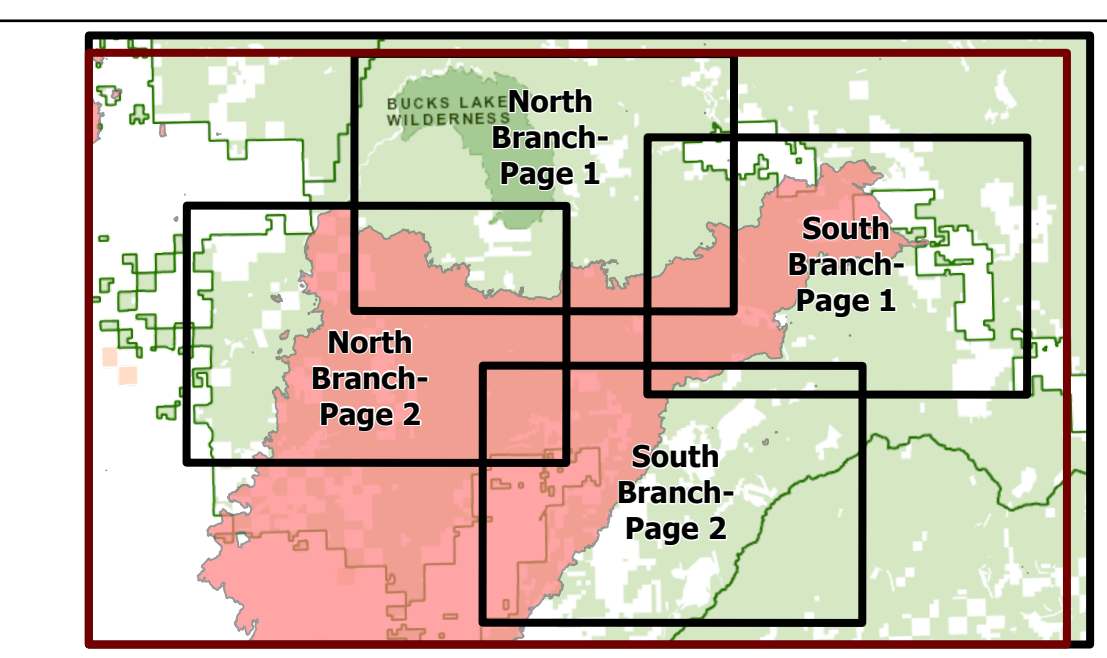 BUCKS LAKE
WILDERNESS
North
Branch-
Page 1
South
Branch-
Page 1
North
Branch-
Page 2
South
Branch-
Page 2